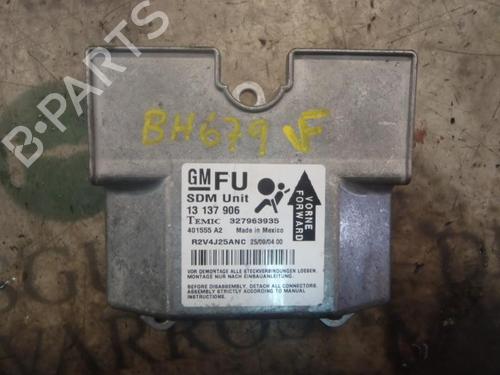 B-PARTS
BH679 F
GM FU
SDM Unit
13 137 906
TEMIC 327963935
401555 A2 Made in Mexico
R2V4J25ANC 25/09/04 00
VORNE
FORWARD
VOR DEMONTAGE ALLE STECKVERBINDUNGEN LOESEN.
MONTAGE NUR NACH EINBAUANLEITUNG.
BEFORE DISASSEMBLY, DETACH ALL CONNECTORS.
ASSEMBLY STRICTLY ACCORDING TO MANUAL
INSTRUCTIONS.